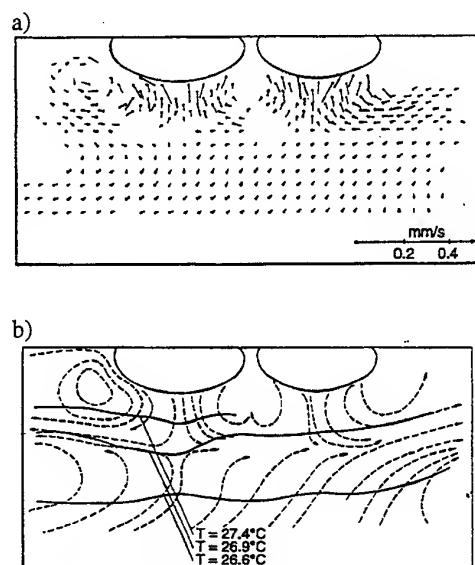 a)
mm/s
0.2 0.4
b)
T = 27.4°C
T = 26.9°C
T = 26.6°C